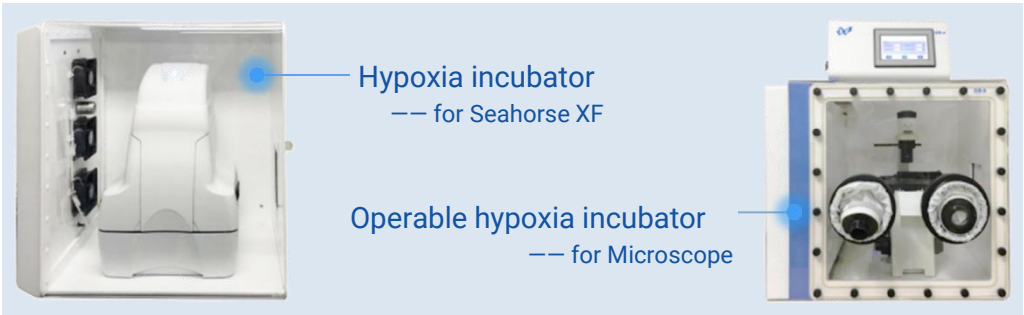 Hypoxia incubator
—— for Seahorse XF
Operable hypoxia incubator
—— for Microscope